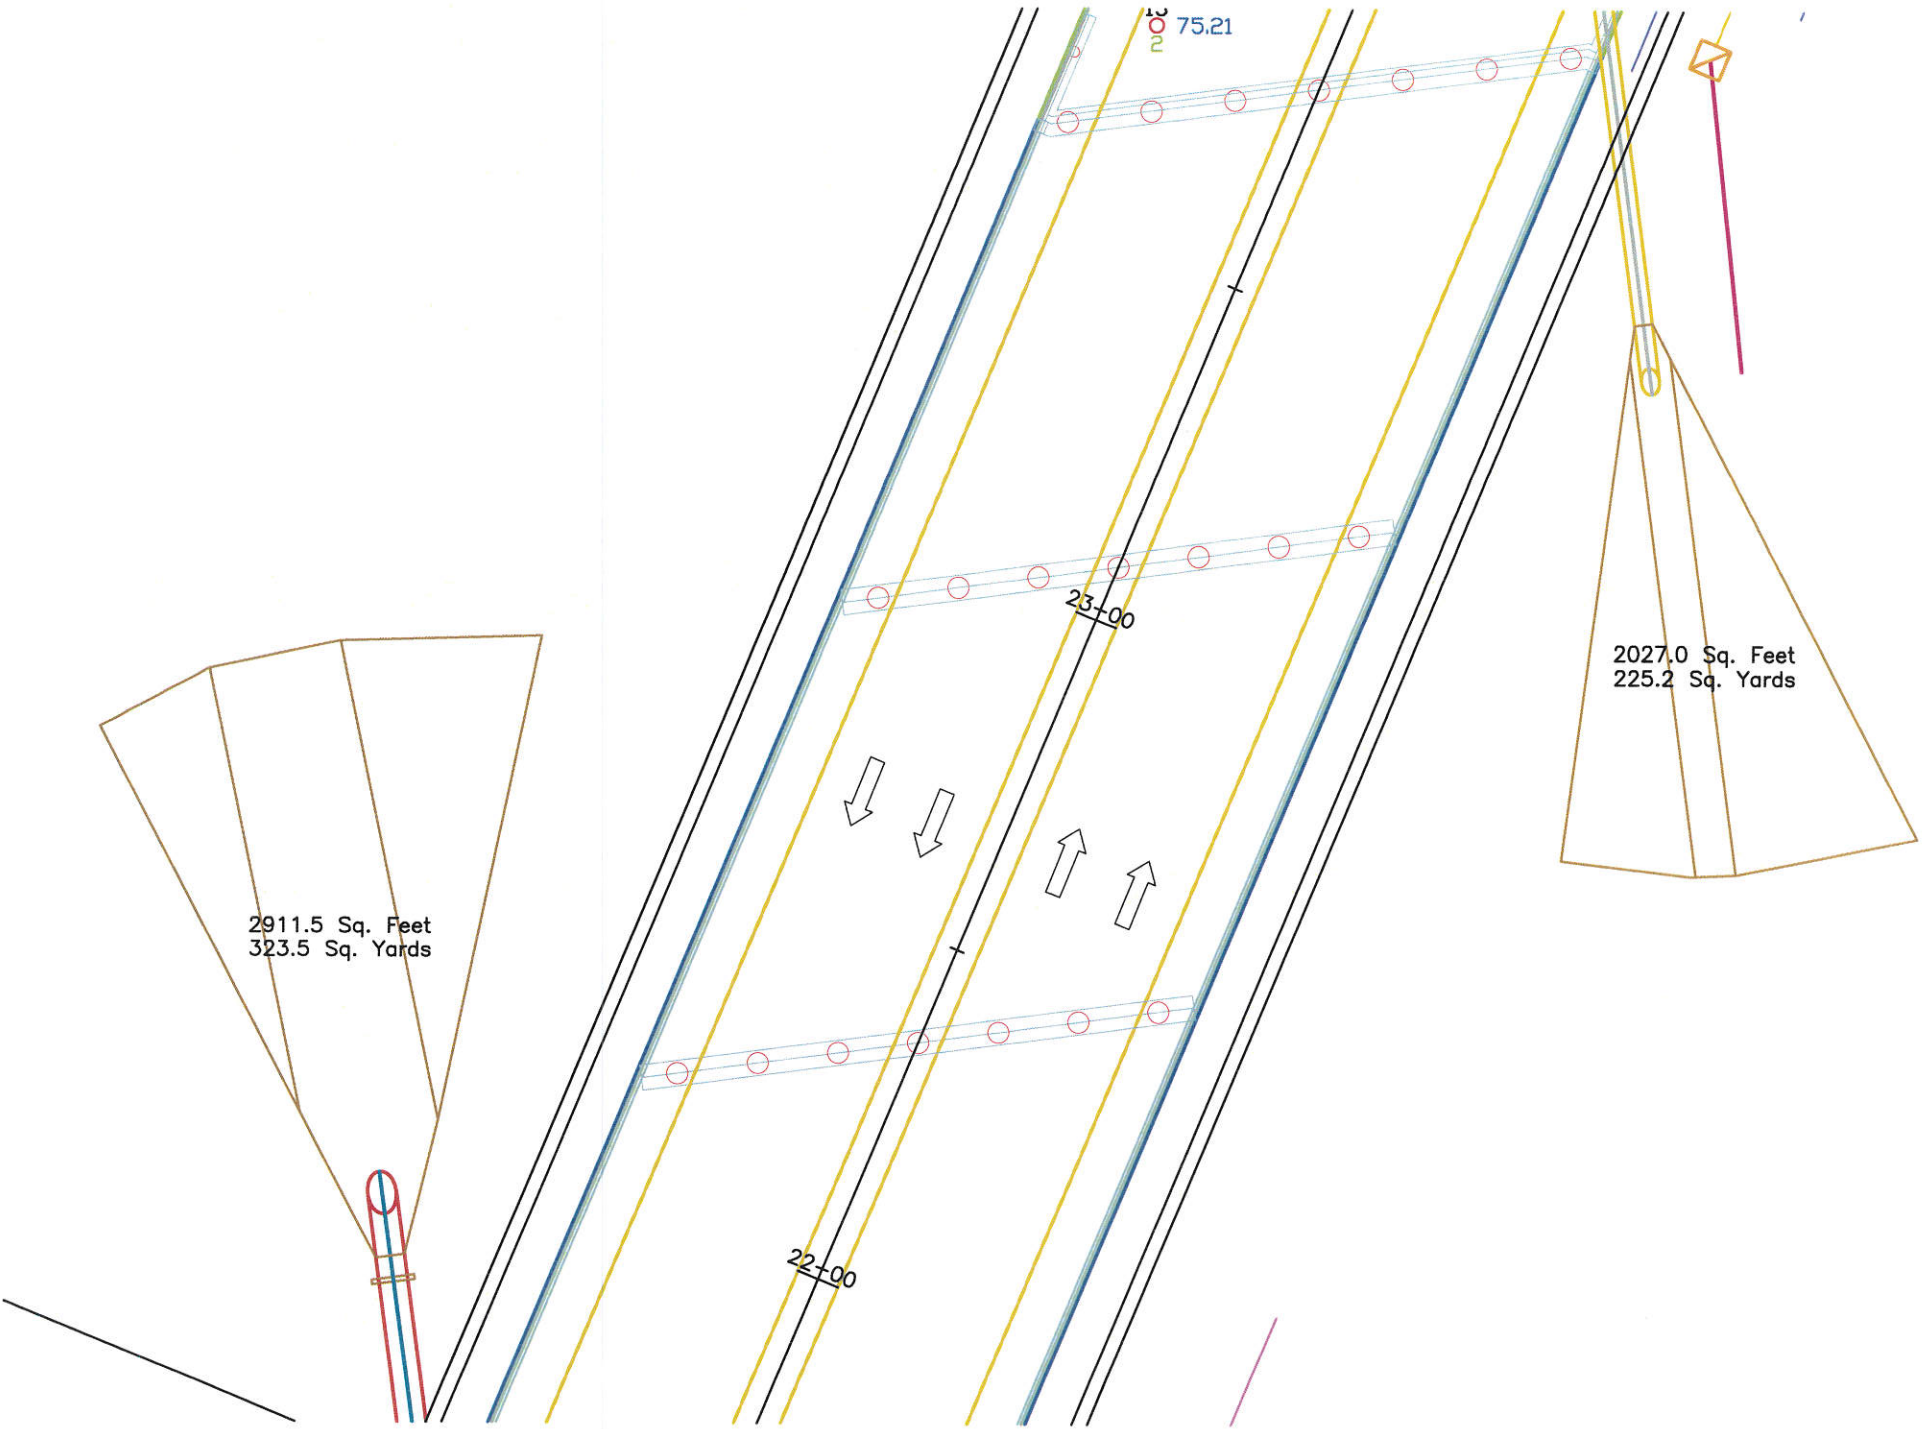 75.21
2
23+00
2027.0 Sq. Feet
225.2 Sq. Yards
2911.5 Sq. Feet
323.5 Sq. Yards
22+00